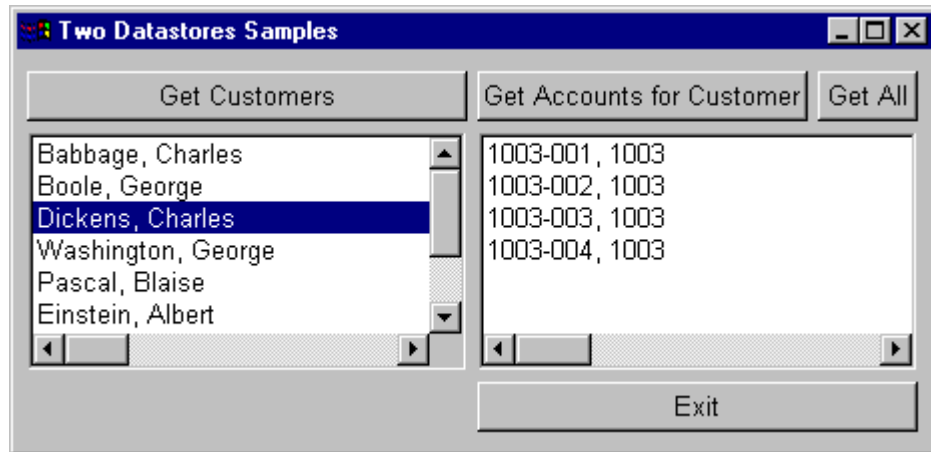 Two Datastores Samples
Get Customers
Get Accounts for Customer
Get All
Babbage, Charles
Boole, George
Dickens, Charles
Washington, George
Pascal, Blaise
Einstein, Albert
1003-001, 1003
1003-002, 1003
1003-003, 1003
1003-004, 1003
Exit